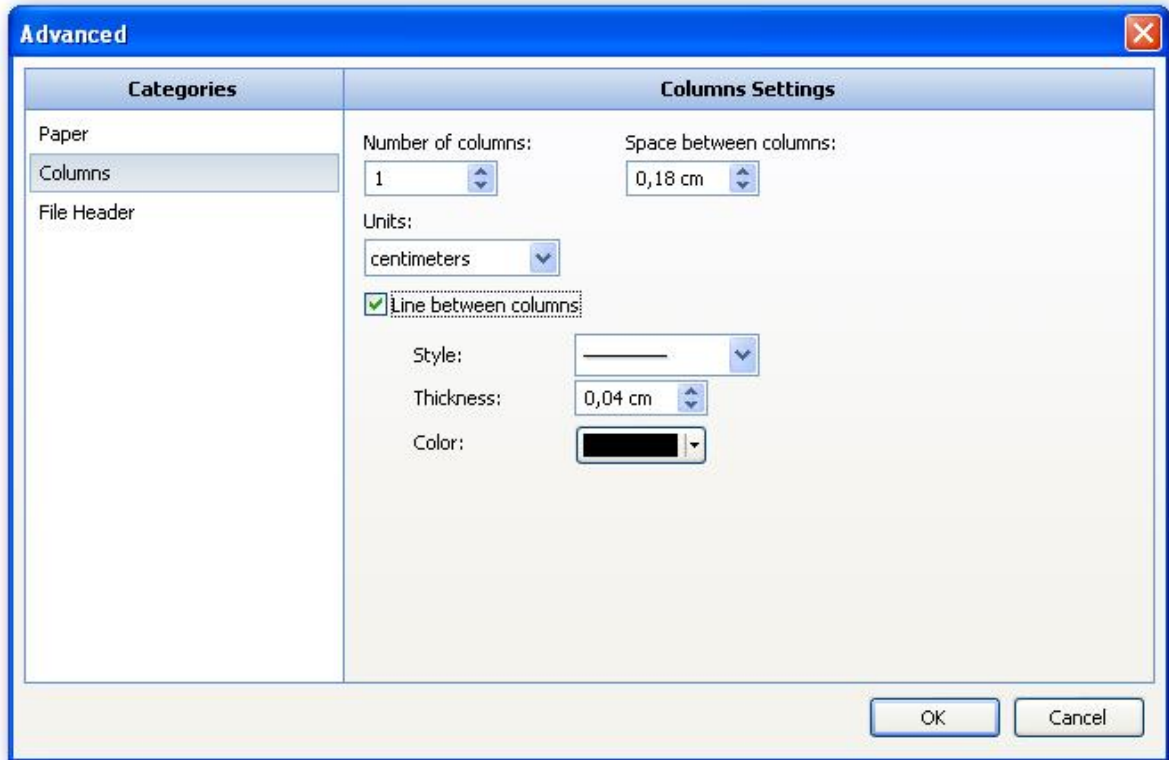 Advanced
Categories
Columns Settings
Paper
Columns
File Header
Number of columns:
Space between columns:
1
0,18 cm
Units:
centimeters
Line between columns
Style:
Thickness:
0,04 cm
Color:
OK
Cancel